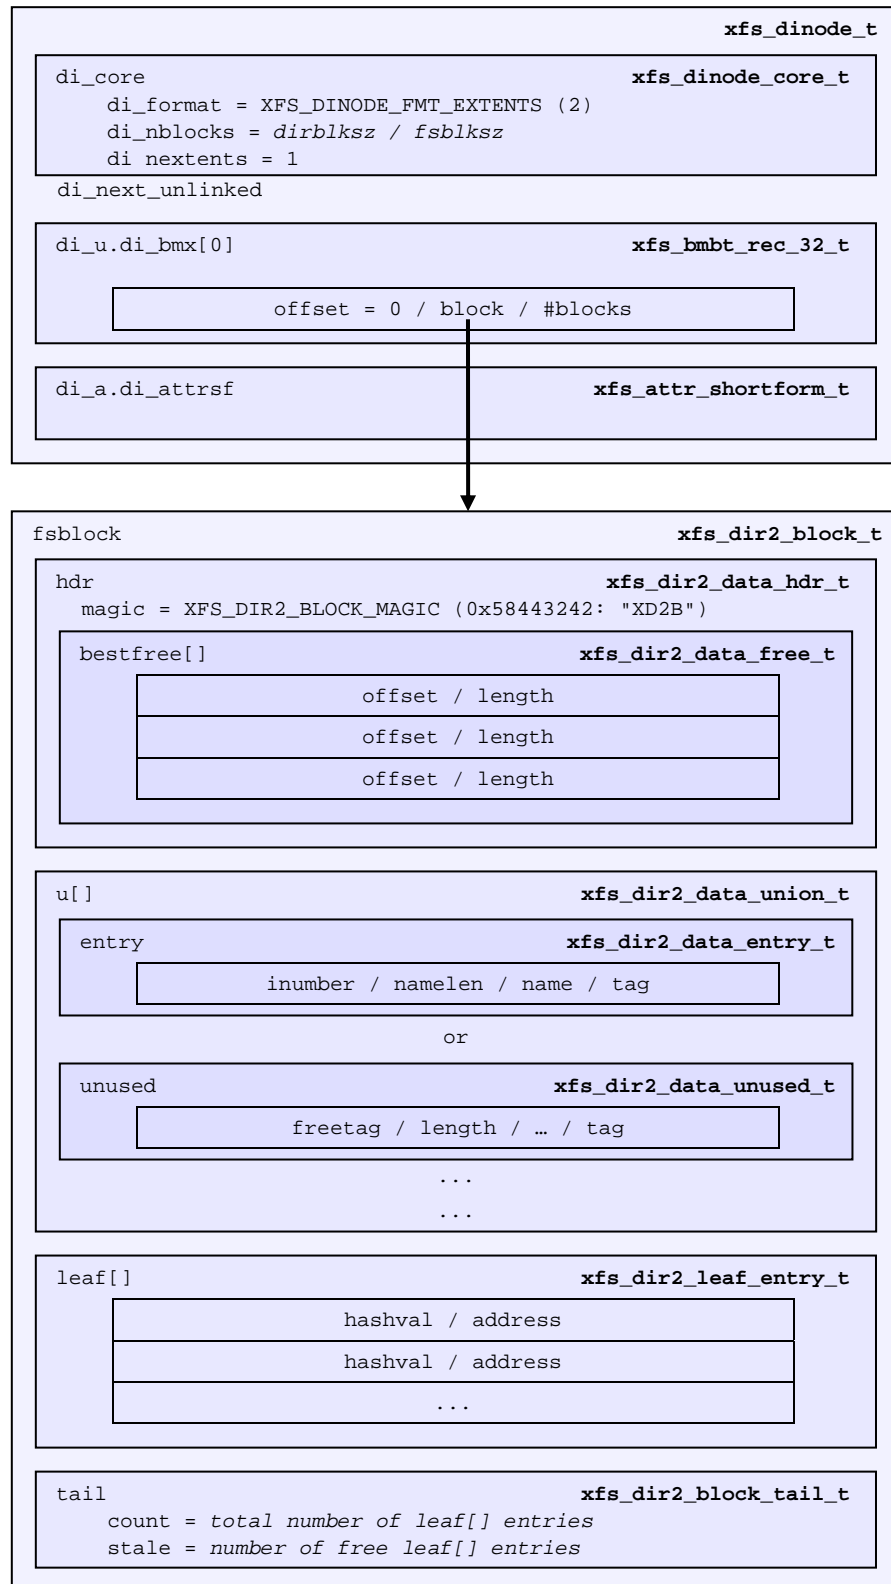 xfs_dinode_t
di_core xfs_dinode_core_t
di_format = XFS_DINODE_FMT_EXTENTS (2)
di_nblocks = dirblksz / fsblksz
di nextents = 1
di_next_unlinked
di_u.di_bmx[0] xfs_bmbt_rec_32_t
offset = 0 / block / #blocks
di_a.di_attrsf xfs_attr_shortform_t
fsblock xfs_dir2_block_t
hdr xfs_dir2_data_hdr_t
magic = XFS_DIR2_BLOCK_MAGIC (0x58443242: "XD2B")
bestfree[] xfs_dir2_data_free_t
offset / length
offset / length
offset / length
u[] xfs_dir2_data_union_t
entry xfs_dir2_data_entry_t
inumber / namelen / name / tag
or
unused xfs_dir2_data_unused_t
freetag / length / … / tag
...
...
leaf[] xfs_dir2_leaf_entry_t
hashval / address
hashval / address
...
tail xfs_dir2_block_tail_t
count = total number of leaf[] entries
stale = number of free leaf[] entries